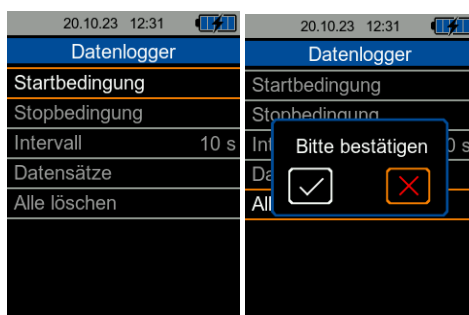 20.10.23 12:31
Datenlogger
Startbedingung
Stopbedingung
Intervall 10 s
Datensätze
Alle löschen
20.10.23 12:31
Datenlogger
Startbedingung
Stopbedingung
Bitte bestätigen